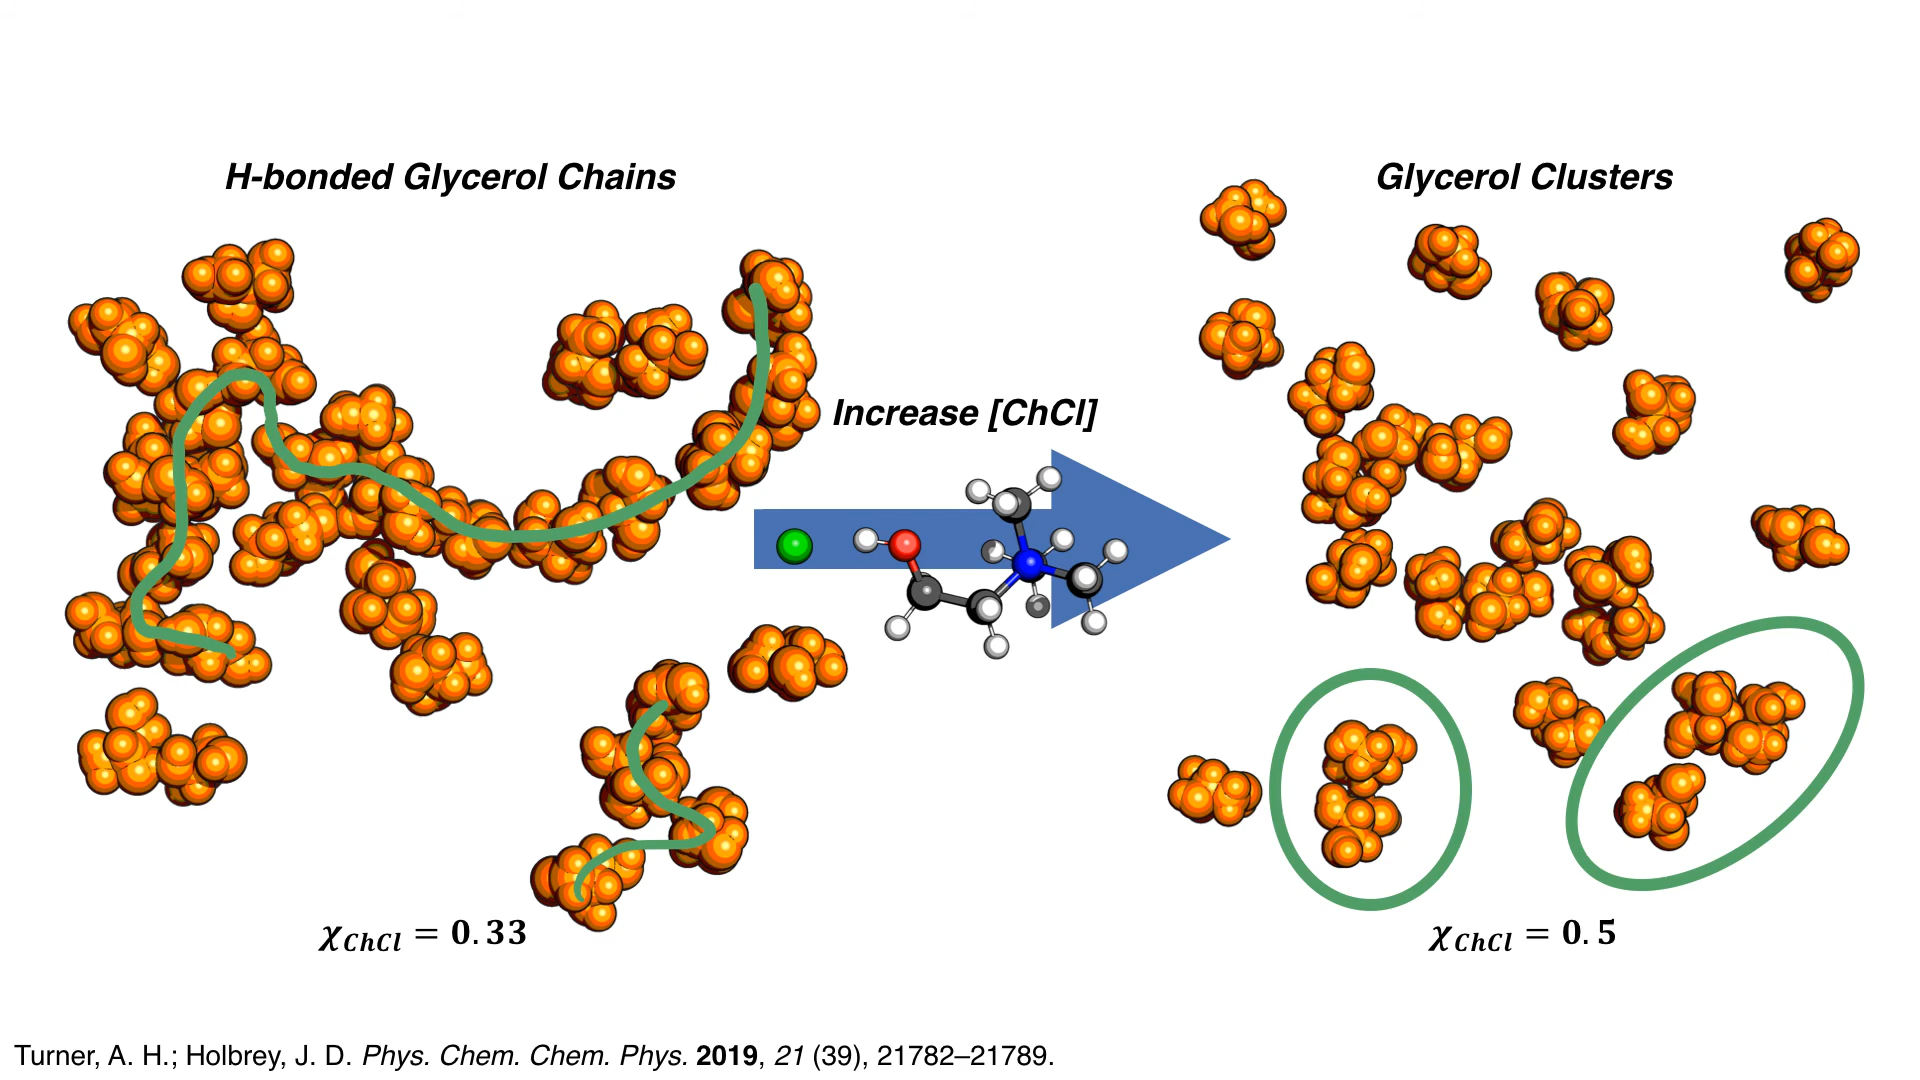 H-bonded Glycerol Chains
Glycerol Clusters
Increase [ChCl]
χChCl = 0.33
χChCl = 0.5
Turner, A. H.; Holbrey, J. D. Phys. Chem. Chem. Phys. 2019, 21 (39), 21782–21789.